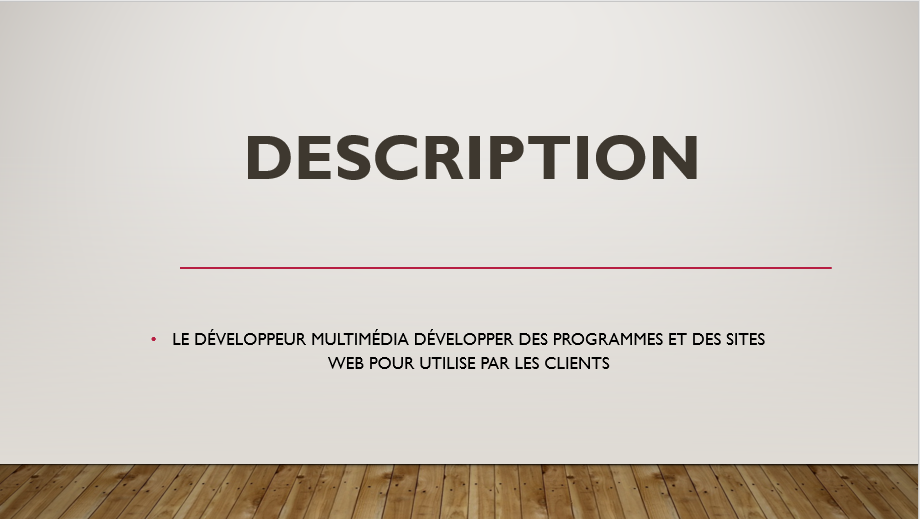 DESCRIPTION
• LE DÉVELOPPEUR MULTIMÉDIA DÉVELOPPER DES PROGRAMMES ET DES SITES
WEB POUR UTILISE PAR LES CLIENTS